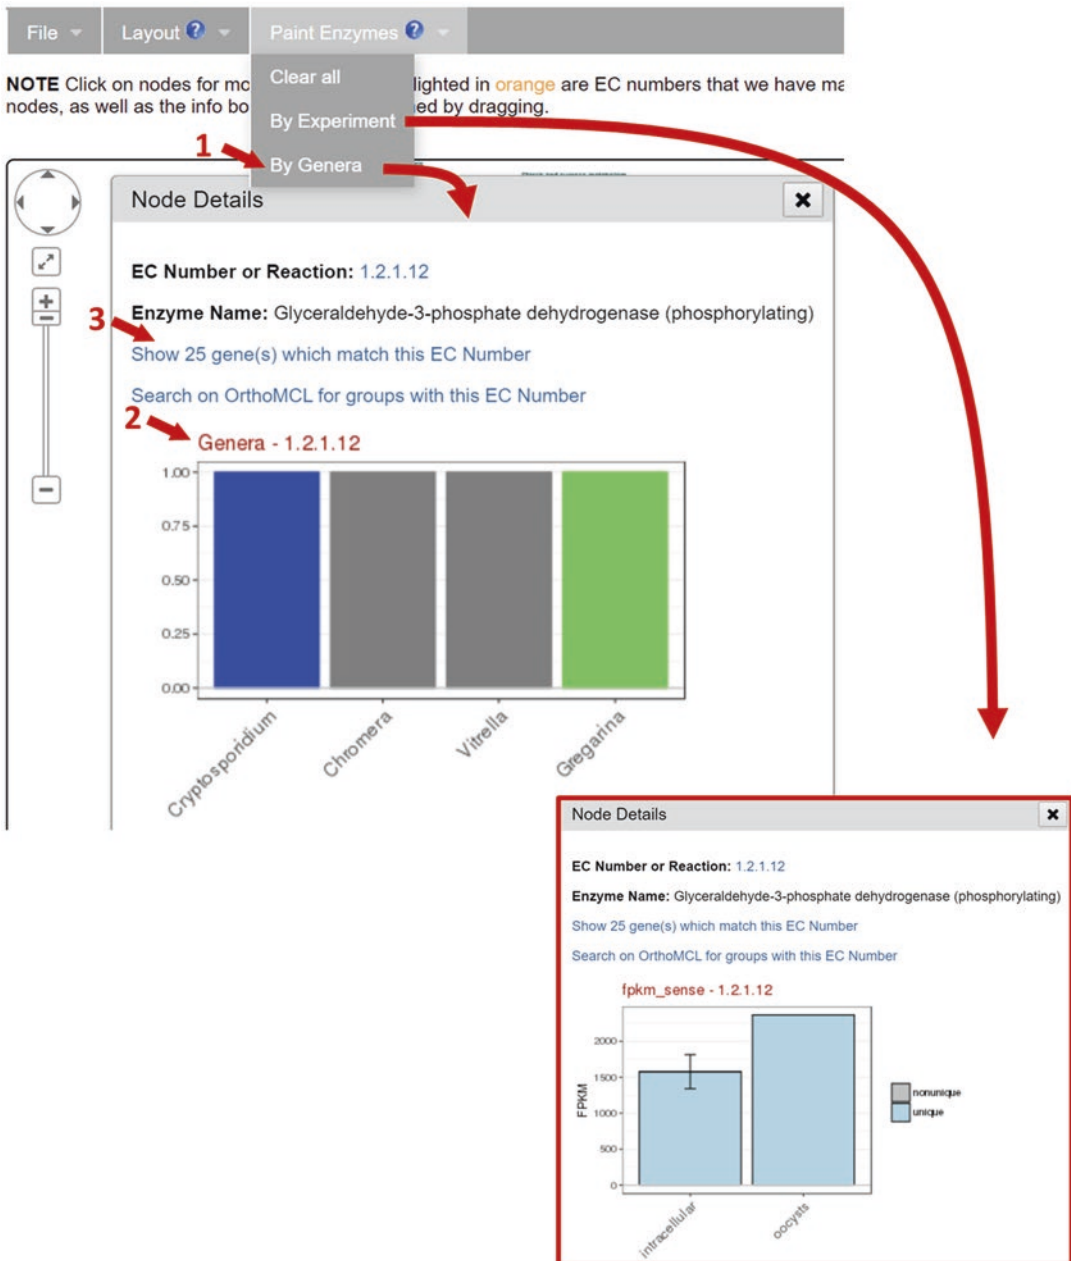 File Layout ? Paint Enzymes ?
Clear all
By Experiment
By Genera
NOTE Click on nodes for mo lighted in orange are EC numbers that we have ma
nodes, as well as the info bo ed by dragging.
1
Node Details
EC Number or Reaction: 1.2.1.12
Enzyme Name: Glyceraldehyde-3-phosphate dehydrogenase (phosphorylating)
3
Show 25 gene(s) which match this EC Number
Search on OrthoMCL for groups with this EC Number
2
Genera - 1.2.1.12
1.00
0.75
0.50
0.25
0.00
Cryptosporidium
Chromera
Vitrella
Gregarina
Node Details
EC Number or Reaction: 1.2.1.12
Enzyme Name: Glyceraldehyde-3-phosphate dehydrogenase (phosphorylating)
Show 25 gene(s) which match this EC Number
Search on OrthoMCL for groups with this EC Number
fpkm_sense - 1.2.1.12
FPKM
2000
1500
1000
500
0
intracellular
oocysts
nonunique
unique